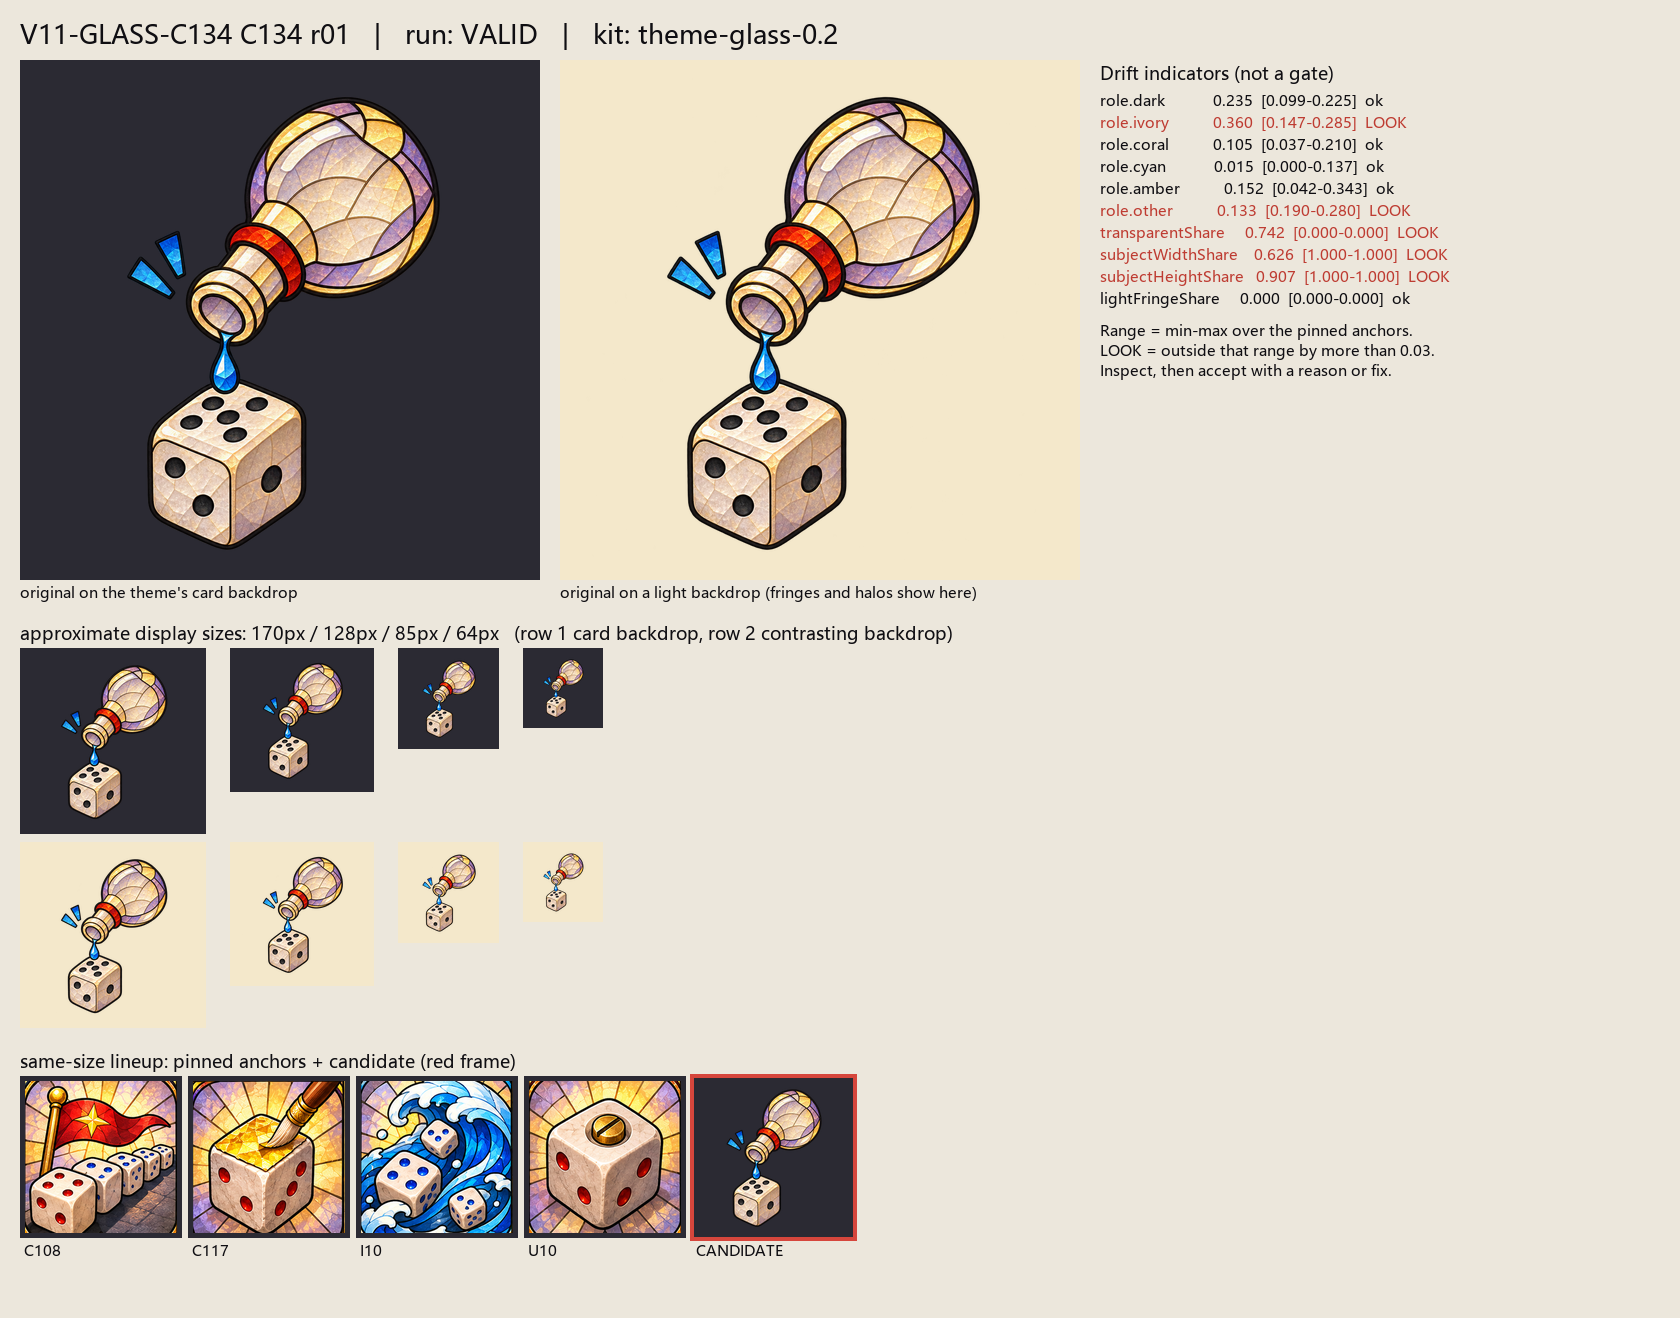 V11-GLASS-C134 C134 r01 | run: VALID | kit: theme-glass-0.2
Drift indicators (not a gate)
role.dark 0.235 [0.099-0.225] ok
role.ivory 0.360 [0.147-0.285] LOOK
role.coral 0.105 [0.037-0.210] ok
role.cyan 0.015 [0.000-0.137] ok
role.amber 0.152 [0.042-0.343] ok
role.other 0.133 [0.190-0.280] LOOK
transparentShare 0.742 [0.000-0.000] LOOK
subjectWidthShare 0.626 [1.000-1.000] LOOK
subjectHeightShare 0.907 [1.000-1.000] LOOK
lightFringeShare 0.000 [0.000-0.000] ok
Range = min-max over the pinned anchors.
LOOK = outside that range by more than 0.03.
Inspect, then accept with a reason or fix.
original on the theme's card backdrop
original on a light backdrop (fringes and halos show here)
approximate display sizes: 170px / 128px / 85px / 64px (row 1 card backdrop, row 2 contrasting backdrop)
same-size lineup: pinned anchors + candidate (red frame)
C108
C117
I10
U10
CANDIDATE